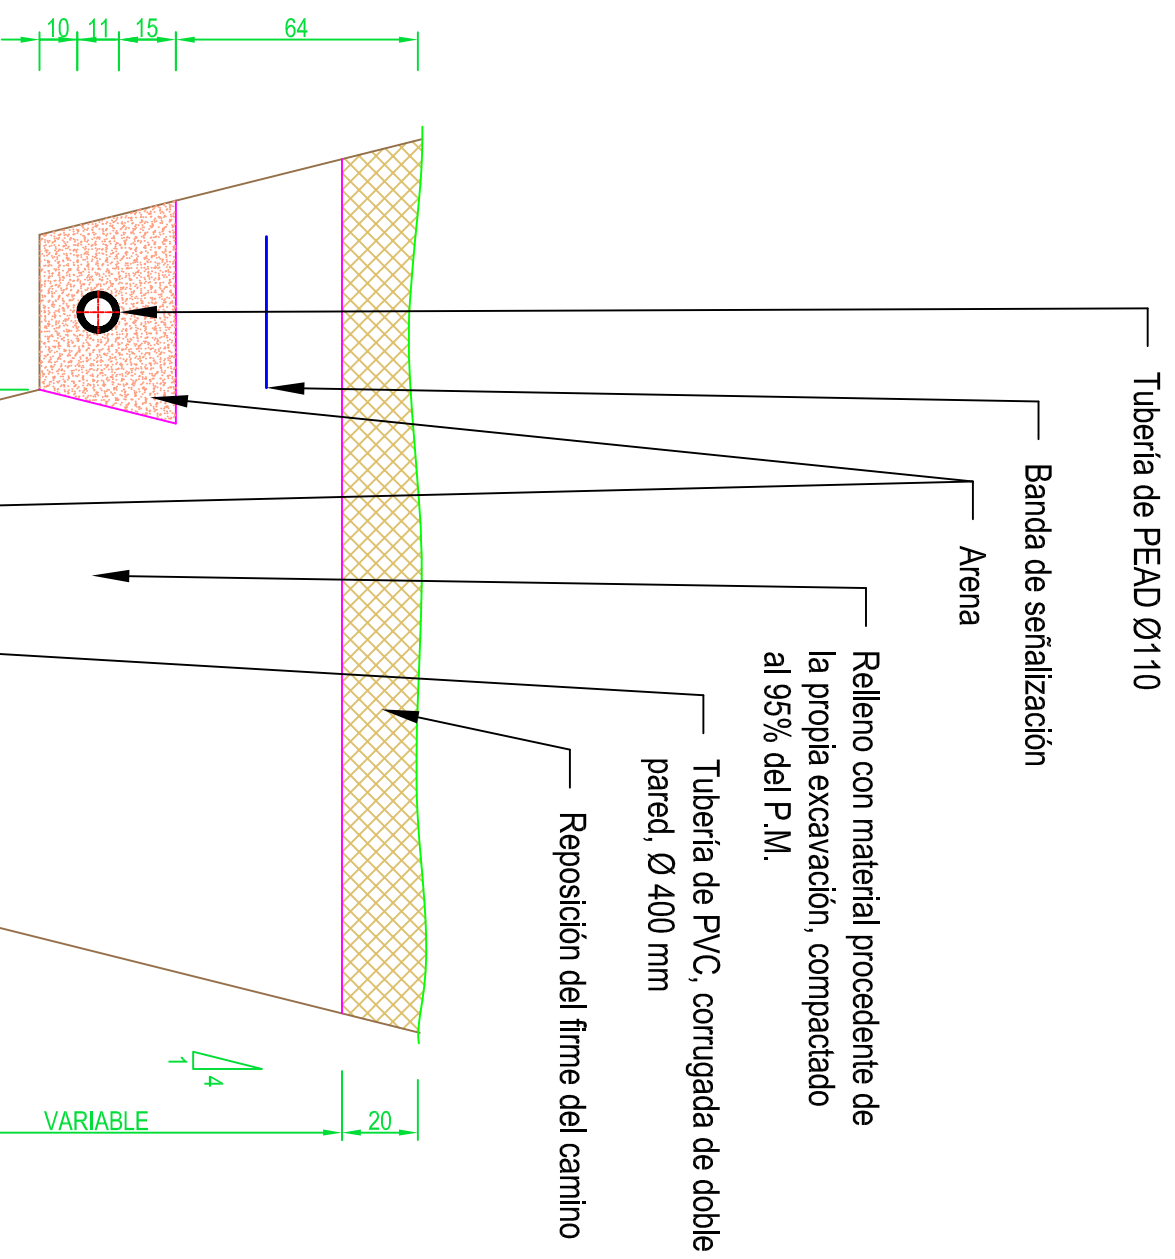 Tubería de PEAD Ø110
Banda de señalización
Arena
Relleno con material procedente de
la propia excavación, compactado
al 95% del P.M.
Tubería de PVC, corrugada de doble
pared, Ø 400 mm
Reposición del firme del camino
10
11
15
64
1
4
VARIABLE
20